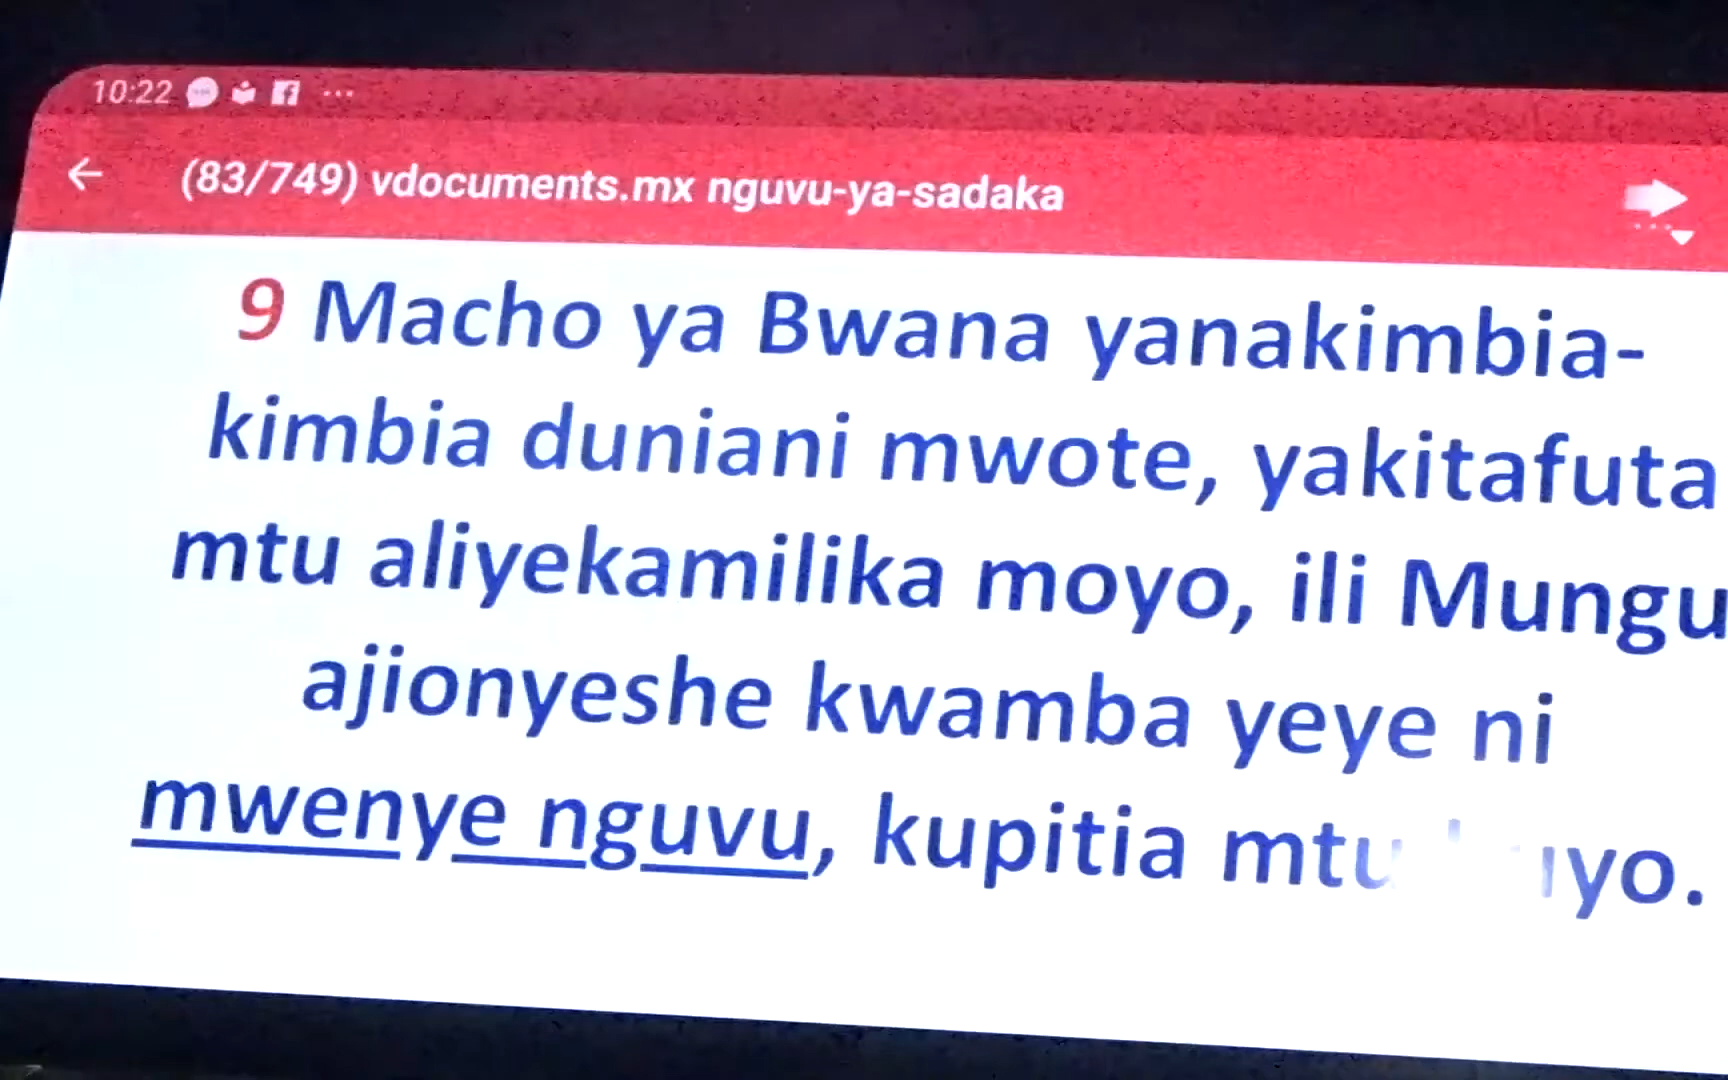 10:22
(83/749) vdocuments.mx nguvu-ya-sadaka
9 Macho ya Bwana yanakimbia-
kimbia duniani mwote, yakitafuta
mtu aliyekamilika moyo, ili Mungu
ajionyeshe kwamba yeye ni
mwenye nguvu, kupitia mtu